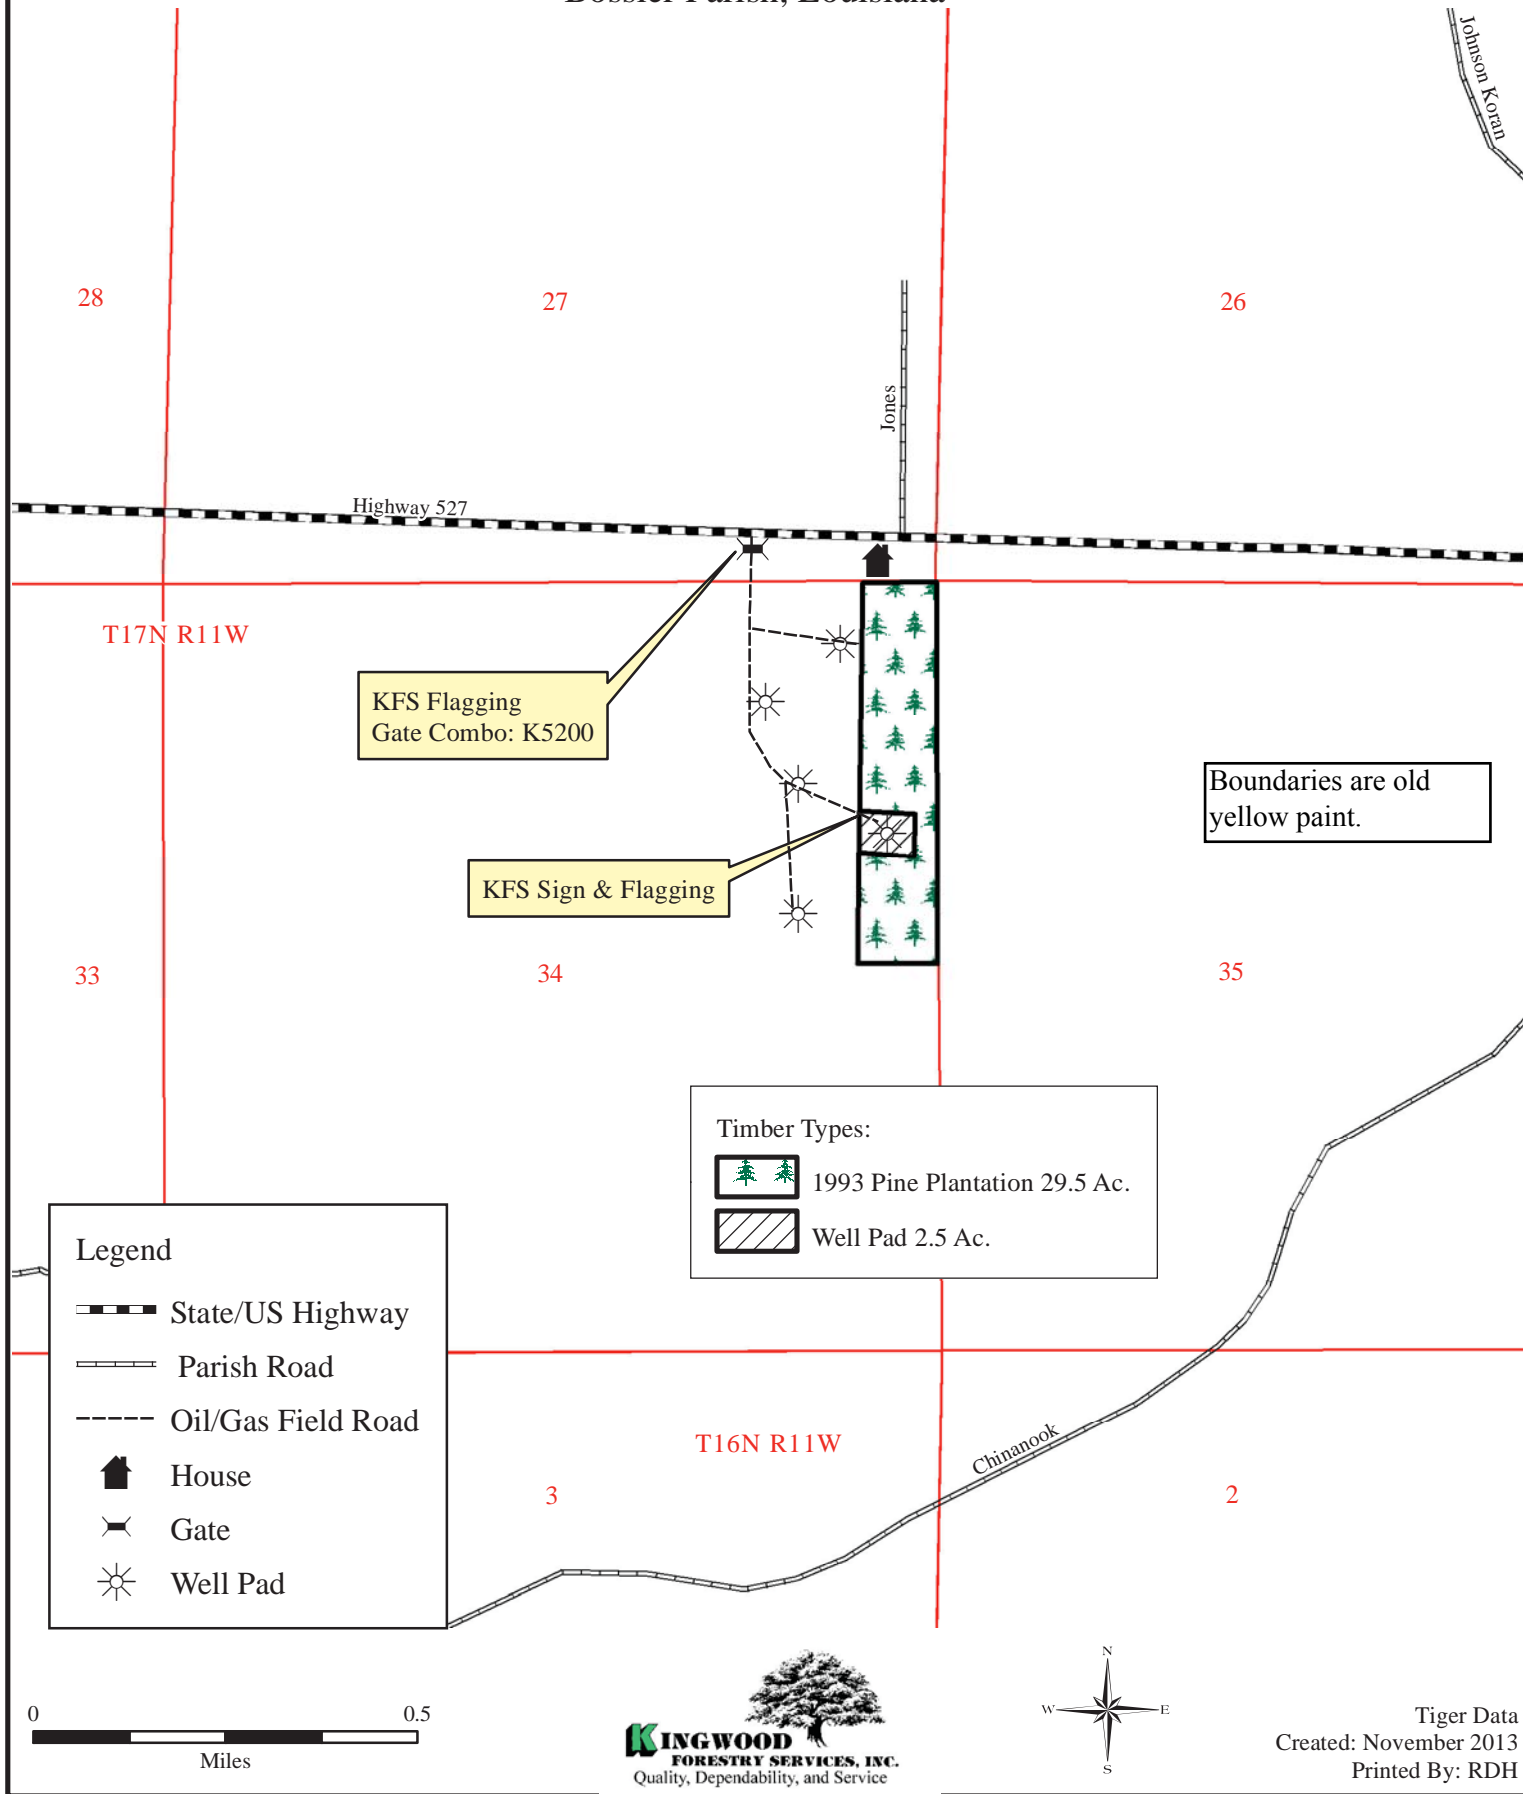 Bossier Parish, Louisiana
Johnson Koran
28
27
26
Jones
Highway 527
T17N R11W
KFS Flagging
Gate Combo: K5200
Boundaries are old
yellow paint.
KFS Sign & Flagging
33
34
35
Timber Types:
1993 Pine Plantation 29.5 Ac.
Well Pad 2.5 Ac.
Legend
State/US Highway
Parish Road
Oil/Gas Field Road
House
Gate
Well Pad
T16N R11W
Chinanook
3
2
0
0.5
Miles
KINGWOOD
FORESTRY SERVICES, INC.
Quality, Dependability, and Service
N
W
E
S
Tiger Data
Created: November 2013
Printed By: RDH